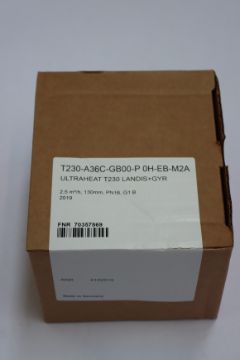 T230-A36C-GB00-P 0H-EB-M2A
ULTRAHEAT T230 LANDIS+GYR
2,5 m³/h, 130mm, PN16, G1 B
2019
FNR 70357869
Made in Germany